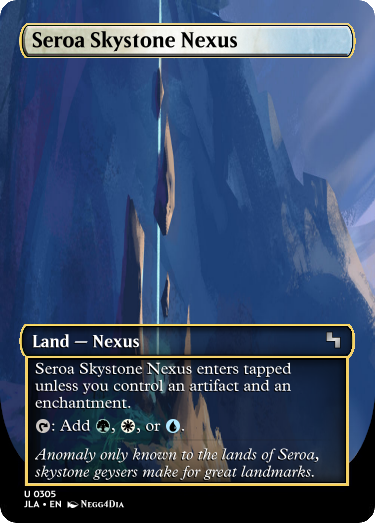 Seroa Skystone Nexus
Land — Nexus
Seroa Skystone Nexus enters tapped
unless you control an artifact and an
enchantment.
: Add , , or .
Anomaly only known to the lands of Seroa,
skystone geysers make for great landmarks.
U 0305
JLA • EN Negg4Dia